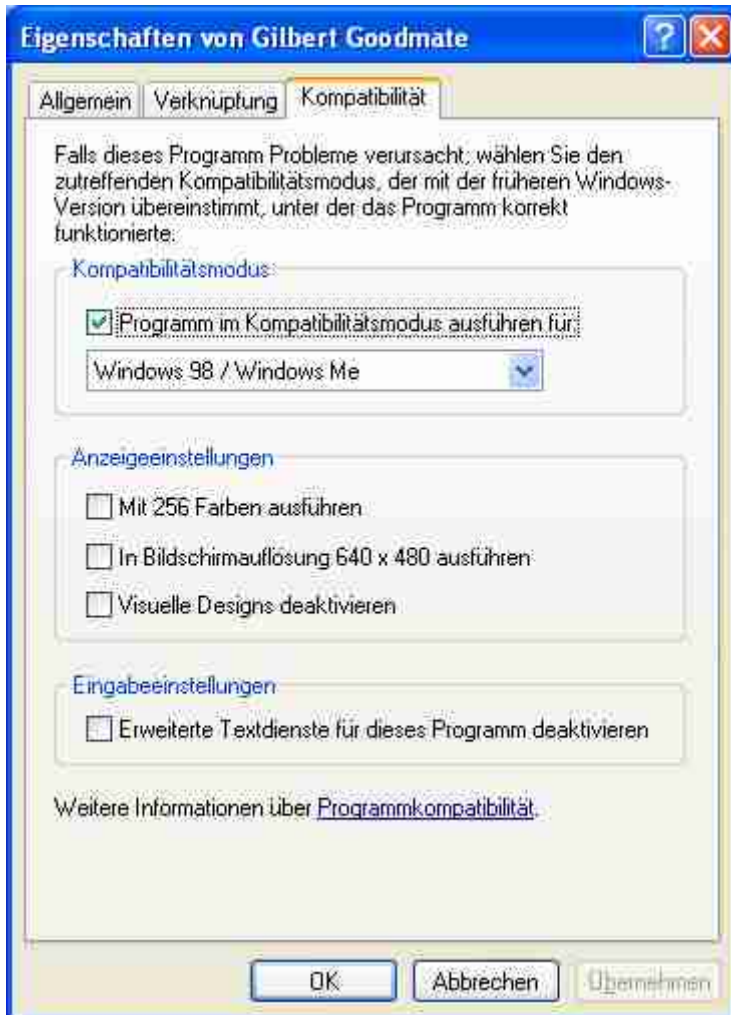 Eigenschaften von Gilbert Goodmate
Allgemein Verknüpfung Kompatibilität
Falls dieses Programm Probleme verursacht, wählen Sie den
zutreffenden Kompatibilitätsmodus, der mit der früheren Windows-
Version übereinstimmt, unter der das Programm korrekt
funktionierte.
Kompatibilitätsmodus
Programm im Kompatibilitätsmodus ausführen für:
Windows 98 / Windows Me
Anzeigeeinstellungen
Mit 256 Farben ausführen
In Bildschirmauflösung 640 x 480 ausführen
Visuelle Designs deaktivieren
Eingabeeinstellungen
Erweiterte Textdienste für dieses Programm deaktivieren
Weitere Informationen über Programmkompatibilität.
OK Abbrechen Übernehmen